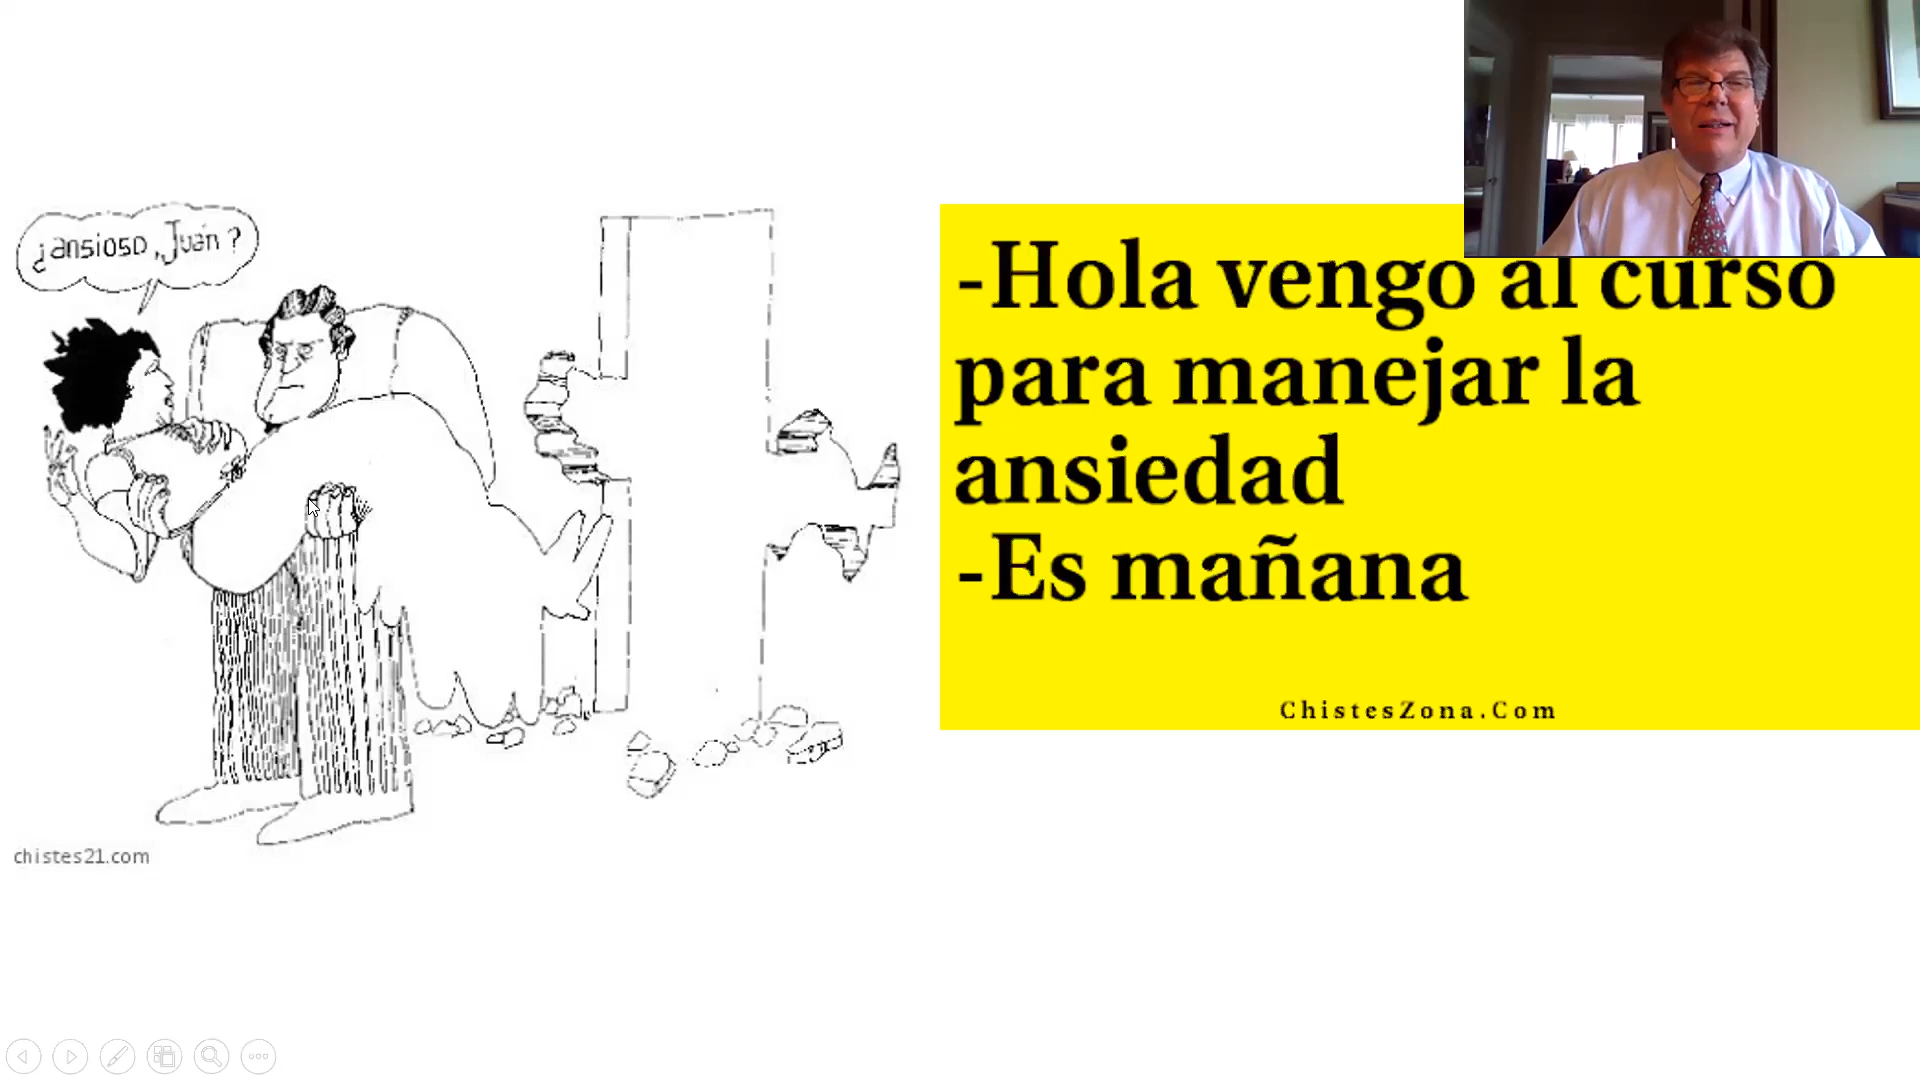 ¿ansioso, Juan?
-Hola vengo al curso
para manejar la
ansiedad
-Es mañana
ChistesZona.Com
chistes21.com